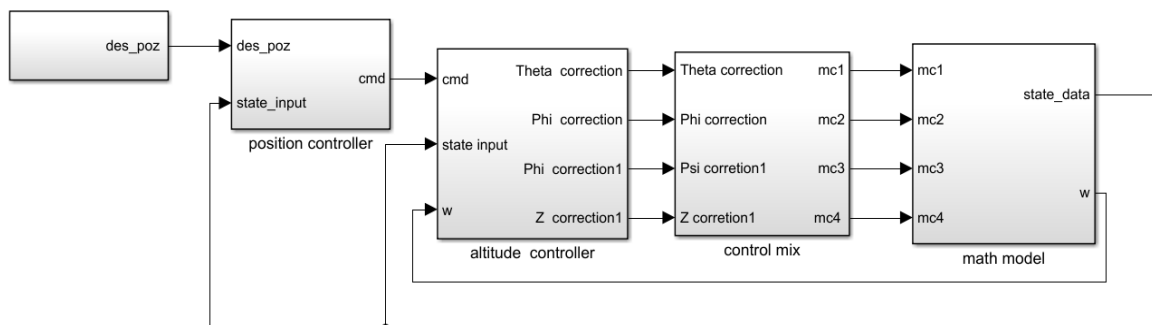 des_poz
des_poz
cmd
state_input
position controller
cmd
state input
w
Theta correction
Phi correction
Phi correction1
Z correction1
altitude controller
Theta correction
Phi correction
Psi corretion1
Z corretion1
mc1
mc2
mc3
mc4
control mix
mc1
mc2
mc3
mc4
state_data
w
math model